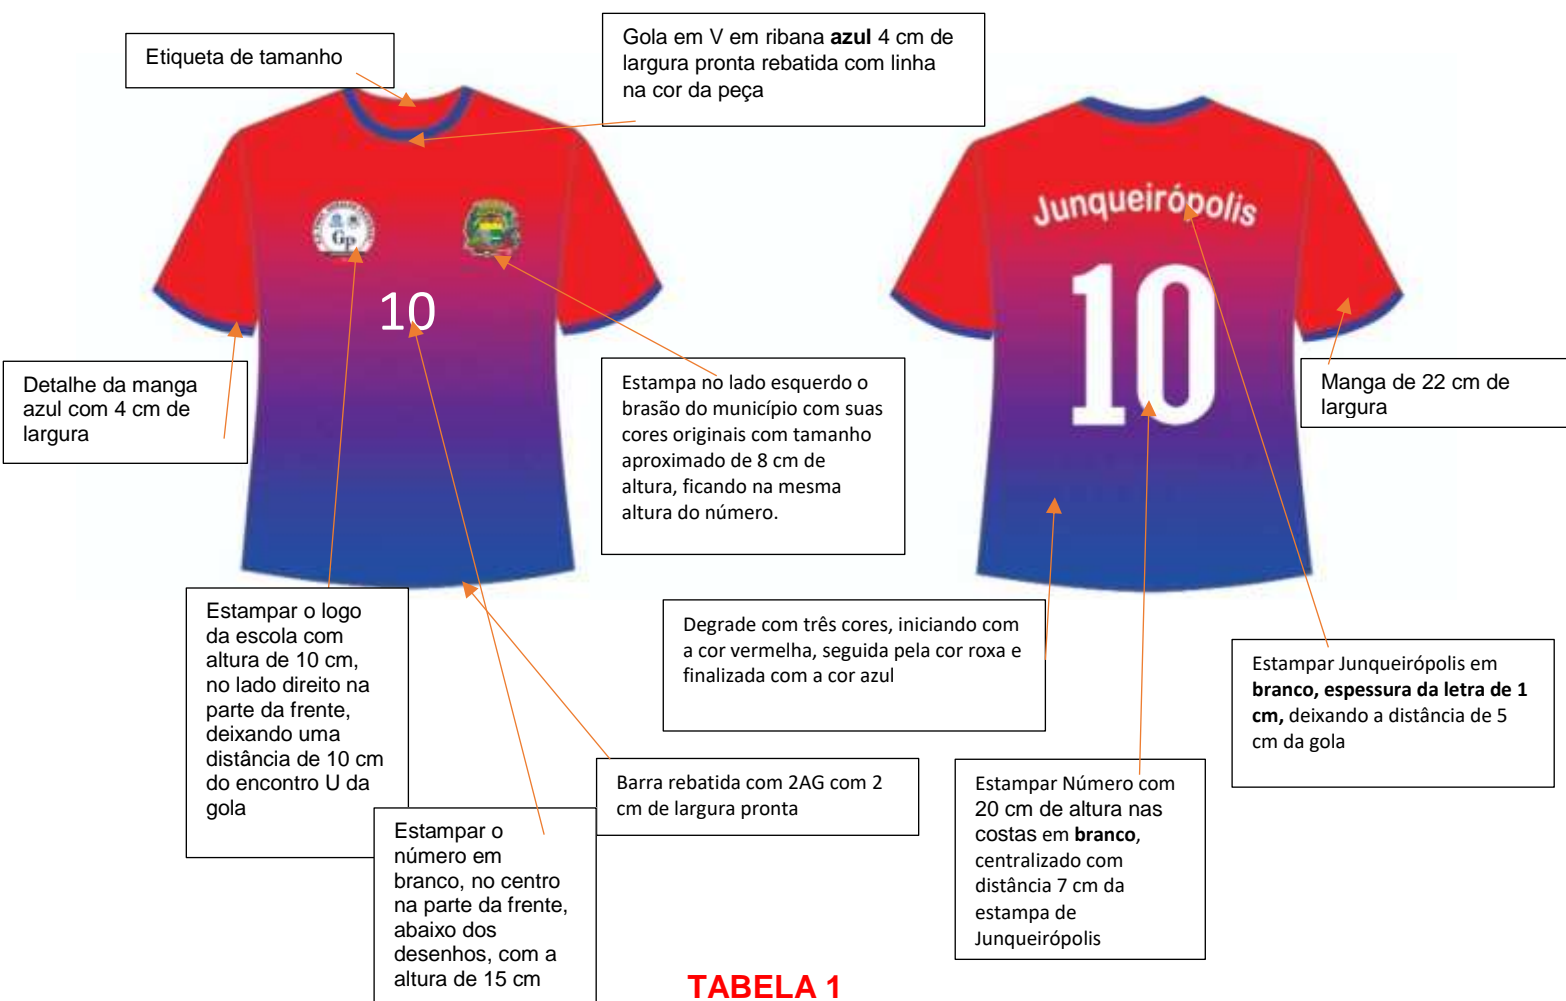 Etiqueta de tamanho
Gola em V em ribana azul 4 cm de
largura pronta rebatida com linha
na cor da peça
Gp
10
Junqueirópolis
10
Detalhe da manga
azul com 4 cm de
largura
Estampa no lado esquerdo o
brasão do município com suas
cores originais com tamanho
aproximado de 8 cm de
altura, ficando na mesma
altura do número.
Manga de 22 cm de
largura
Estampar o logo
da escola com
altura de 10 cm,
no lado direito na
parte da frente,
deixando uma
distância de 10 cm
do encontro U da
gola
Degrade com três cores, iniciando com
a cor vermelha, seguida pela cor roxa e
finalizada com a cor azul
Estampar Junqueirópolis em
branco, espessura da letra de 1
cm, deixando a distância de 5
cm da gola
Barra rebatida com 2AG com 2
cm de largura pronta
Estampar Número com
20 cm de altura nas
costas em branco,
centralizado com
distância 7 cm da
estampa de
Junqueirópolis
Estampar o
número em
branco, no centro
na parte da frente,
abaixo dos
desenhos, com a
altura de 15 cm
TABELA 1